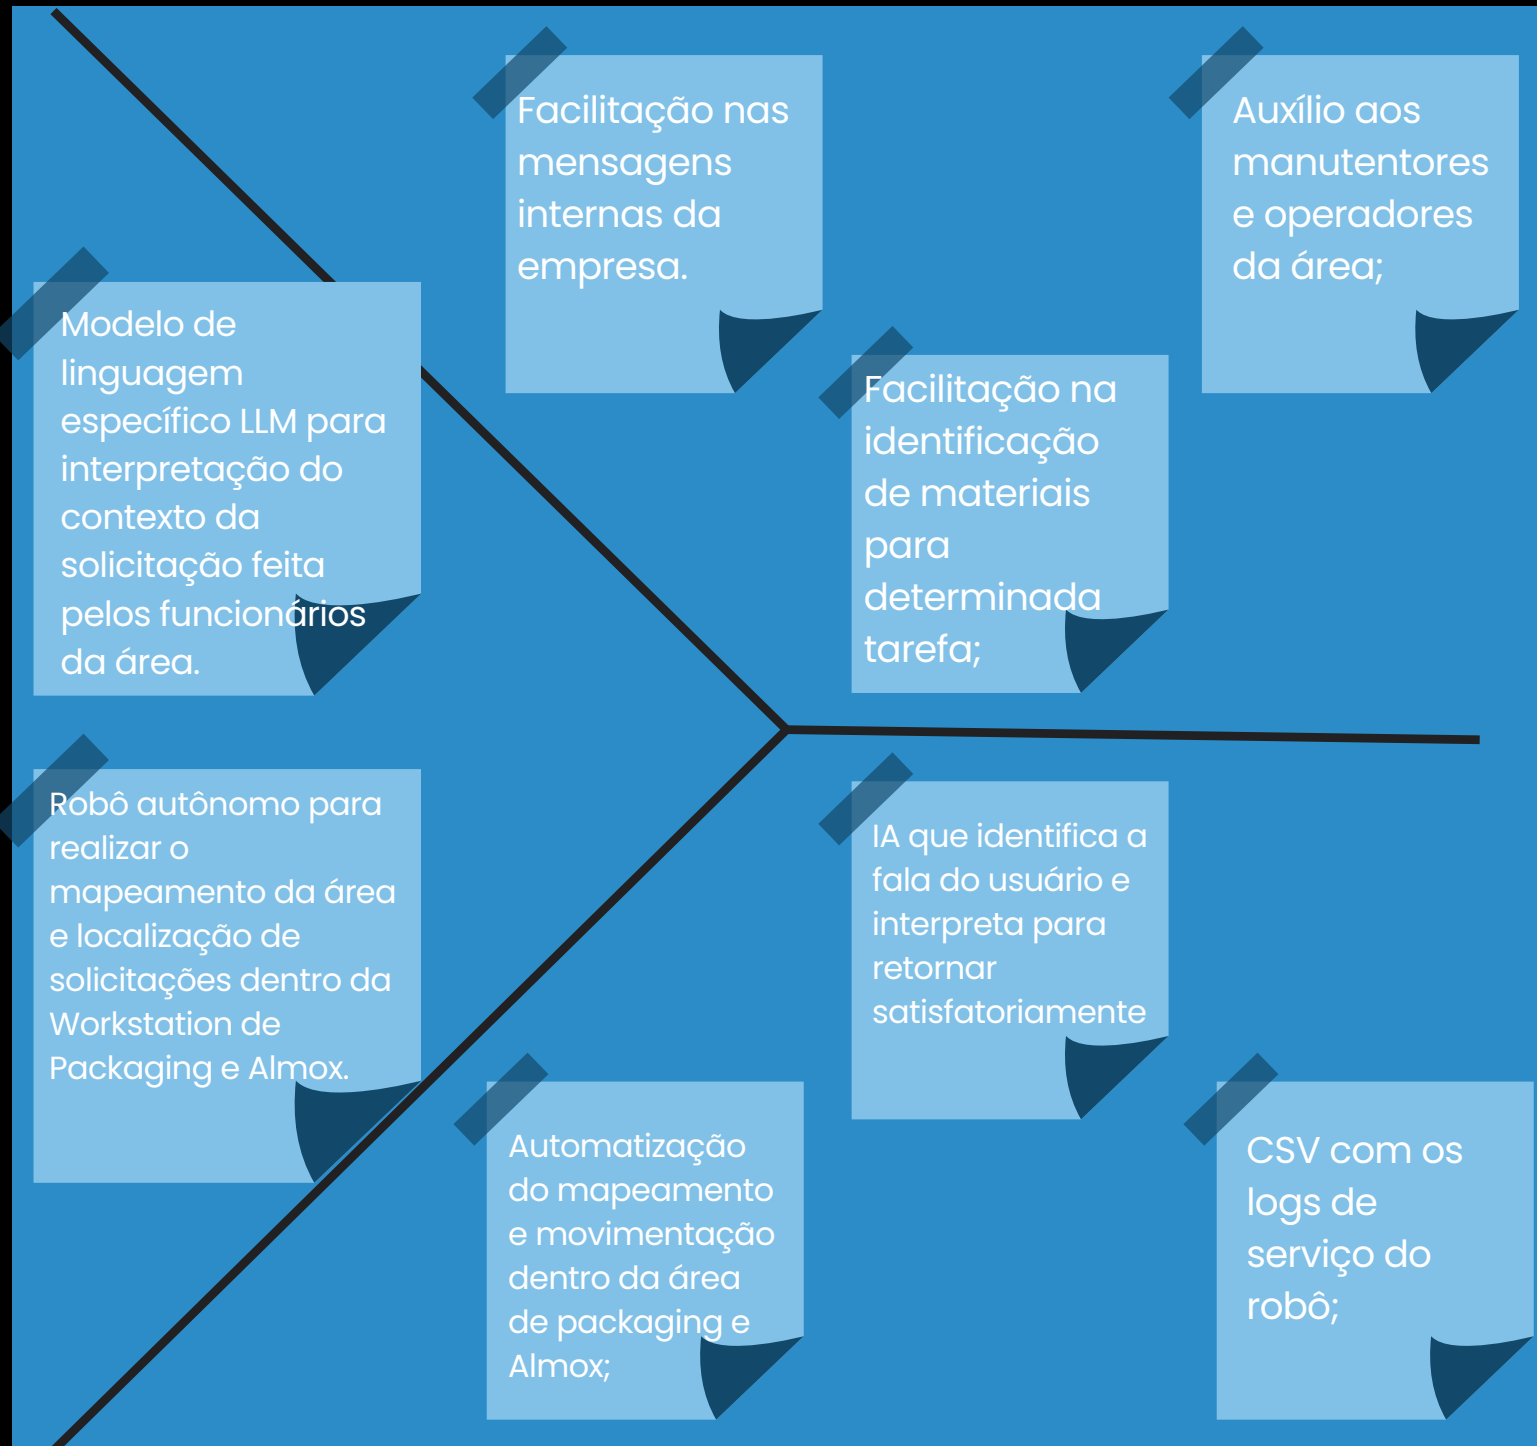 Facilitação nas
mensagens
internas da
empresa.
Auxílio aos
manutentores
e operadores
da área;
Modelo de
linguagem
específico LLM para
interpretação do
contexto da
solicitação feita
pelos funcionários
da área.
Facilitação na
identificação
de materiais
para
determinada
tarefa;
Robô autônomo para
realizar o
mapeamento da área
e localização de
solicitações dentro da
Workstation de
Packaging e Almox.
IA que identifica a
fala do usuário e
interpreta para
retornar
satisfatoriamente
Automatização
do mapeamento
e movimentação
dentro da área
de packaging e
Almox;
CSV com os
logs de
serviço do
robô;